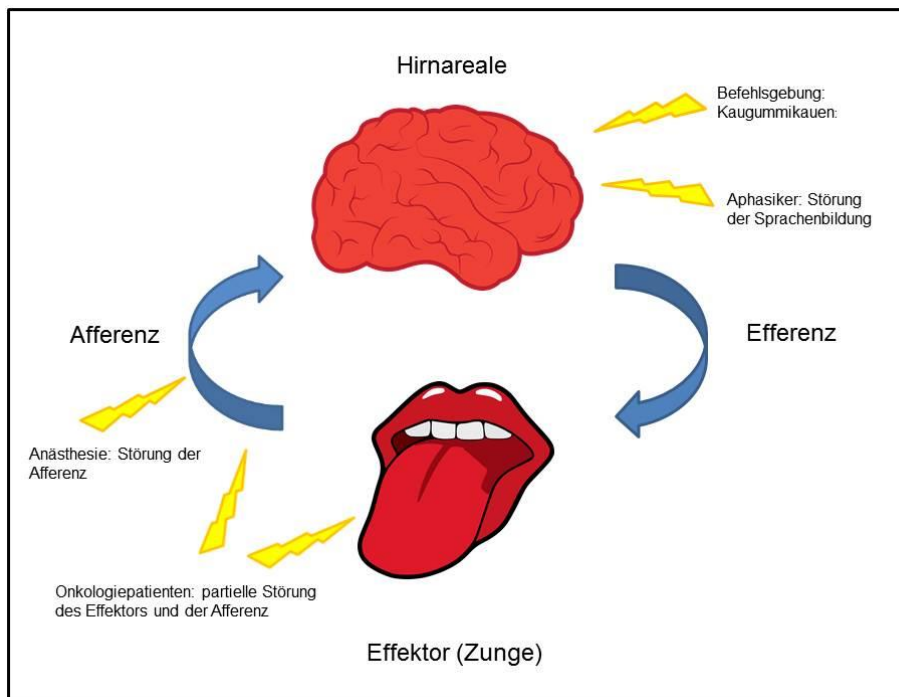 Hirnareale
Befehlsgebung:
Kaugummikauen:
Aphasiker: Störung
der Sprachenbildung
Afferenz
Efferenz
Anästhesie: Störung der
Afferenz
Onkologiepatienten: partielle Störung
des Effektors und der Afferenz
Effektor (Zunge)